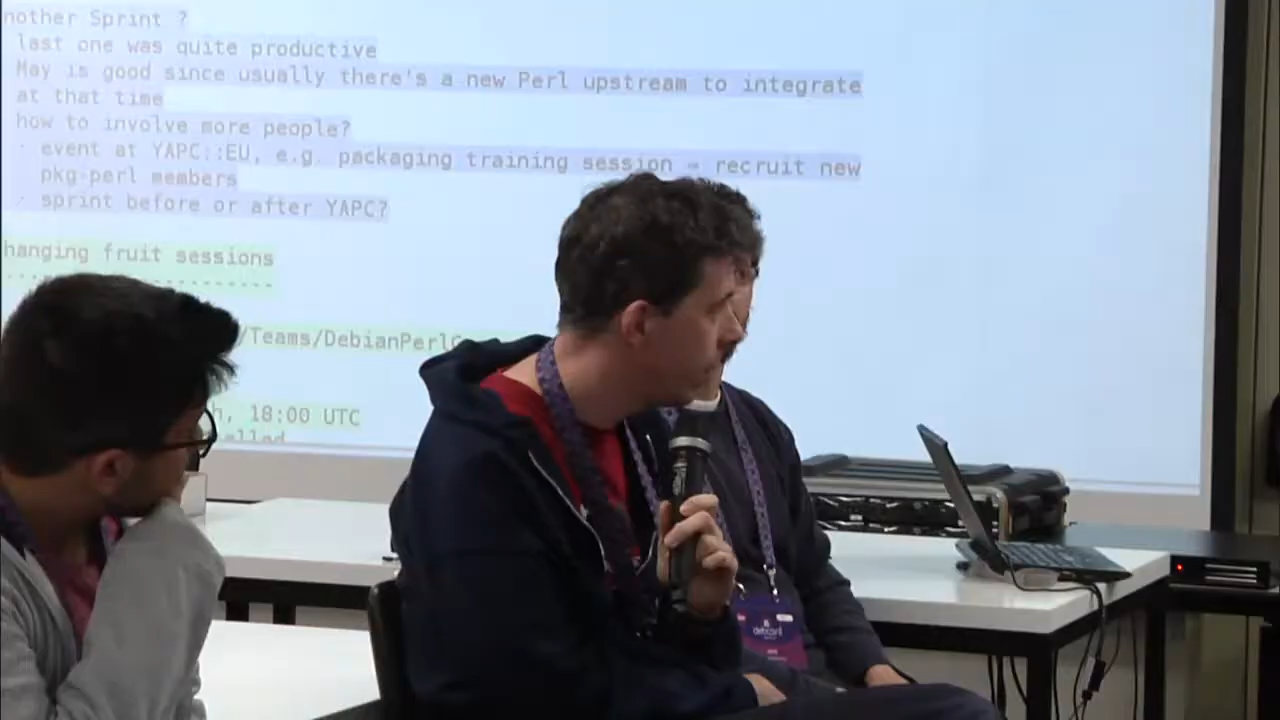 nother Sprint ?
last one was quite productive
May is good since usually there's a new Perl upstream to integrate
at that time
how to involve more people?
· event at YAPC::EU, e.g. packaging training session = recruit new
pkg-perl members
· sprint before or after YAPC?
hanging fruit sessions
--------------------
/Teams/DebianPerlG
h, 18:00 UTC
debconf